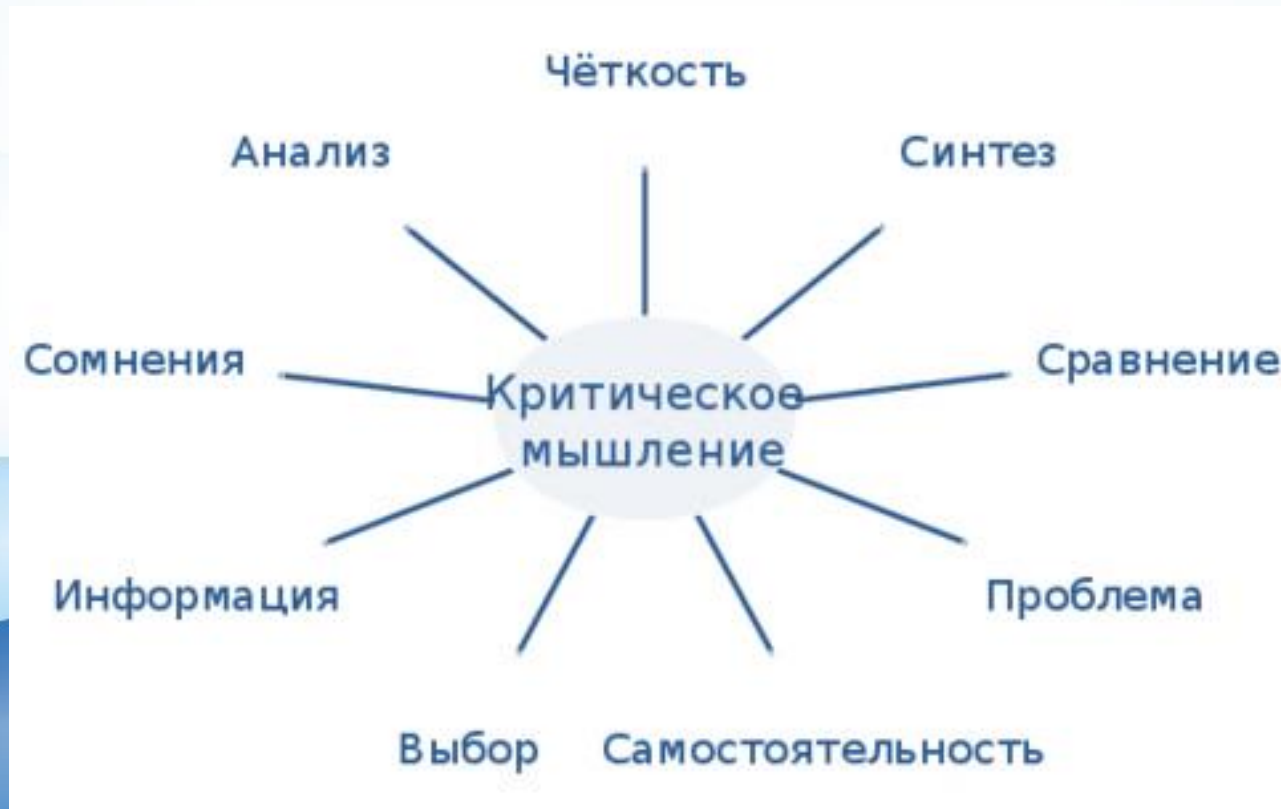 Чёткость
Анализ
Синтез
Сомнения
Сравнение
Критическое
мышление
Информация
Проблема
Выбор
Самостоятельность